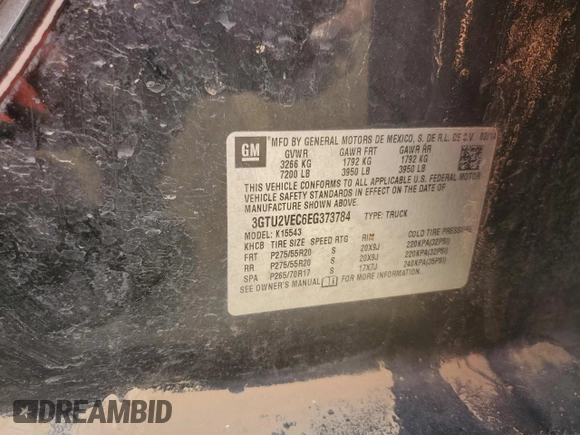 GM
MFD BY GENERAL MOTORS DE MEXICO, S. DE R.L. DE C.V.
GVWR GAWR FRT GAWR RR
3266 KG 1792 KG 1792 KG
7200 LB 3950 LB 3950 LB
THIS VEHICLE CONFORMS TO ALL APPLICABLE U.S. FEDERAL MOTOR
VEHICLE SAFETY STANDARDS IN EFFECT ON THE DATE OF
MANUFACTURE SHOWN ABOVE.
3GTU2VEC6EG373784 TYPE: TRUCK
MODEL: K15543
KHCB TIRE SIZE SPEED RTG RIM COLD TIRE PRESSURE
FRT P275/55R20 S 20X9J 220KPA(32PSI)
RR P275/55R20 S 20X9J 220KPA(32PSI)
SPA P265/70R17 S 17X7J 240KPA(35PSI)
SEE OWNER'S MANUAL
DREAMBID